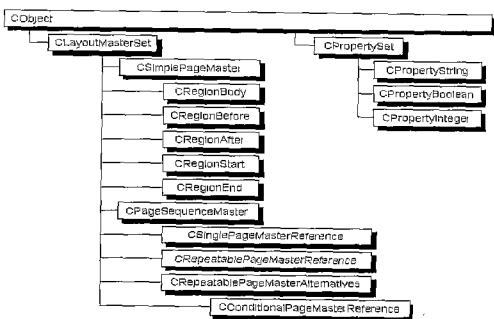 CObject
CLayoutMasterSet
CPropertySet
CSimplePageMaster
CPropertyString
CRegionBody
CPropertyBoolean
CRegionBefore
CPropertyInteger
CRegionAfter
CRegionStart
CRegionEnd
CPageSequenceMaster
CSinglePageMasterReference
CRepeatablePageMasterReference
CRepeatablePageMasterAlternatives
CConditionalPageMasterReference